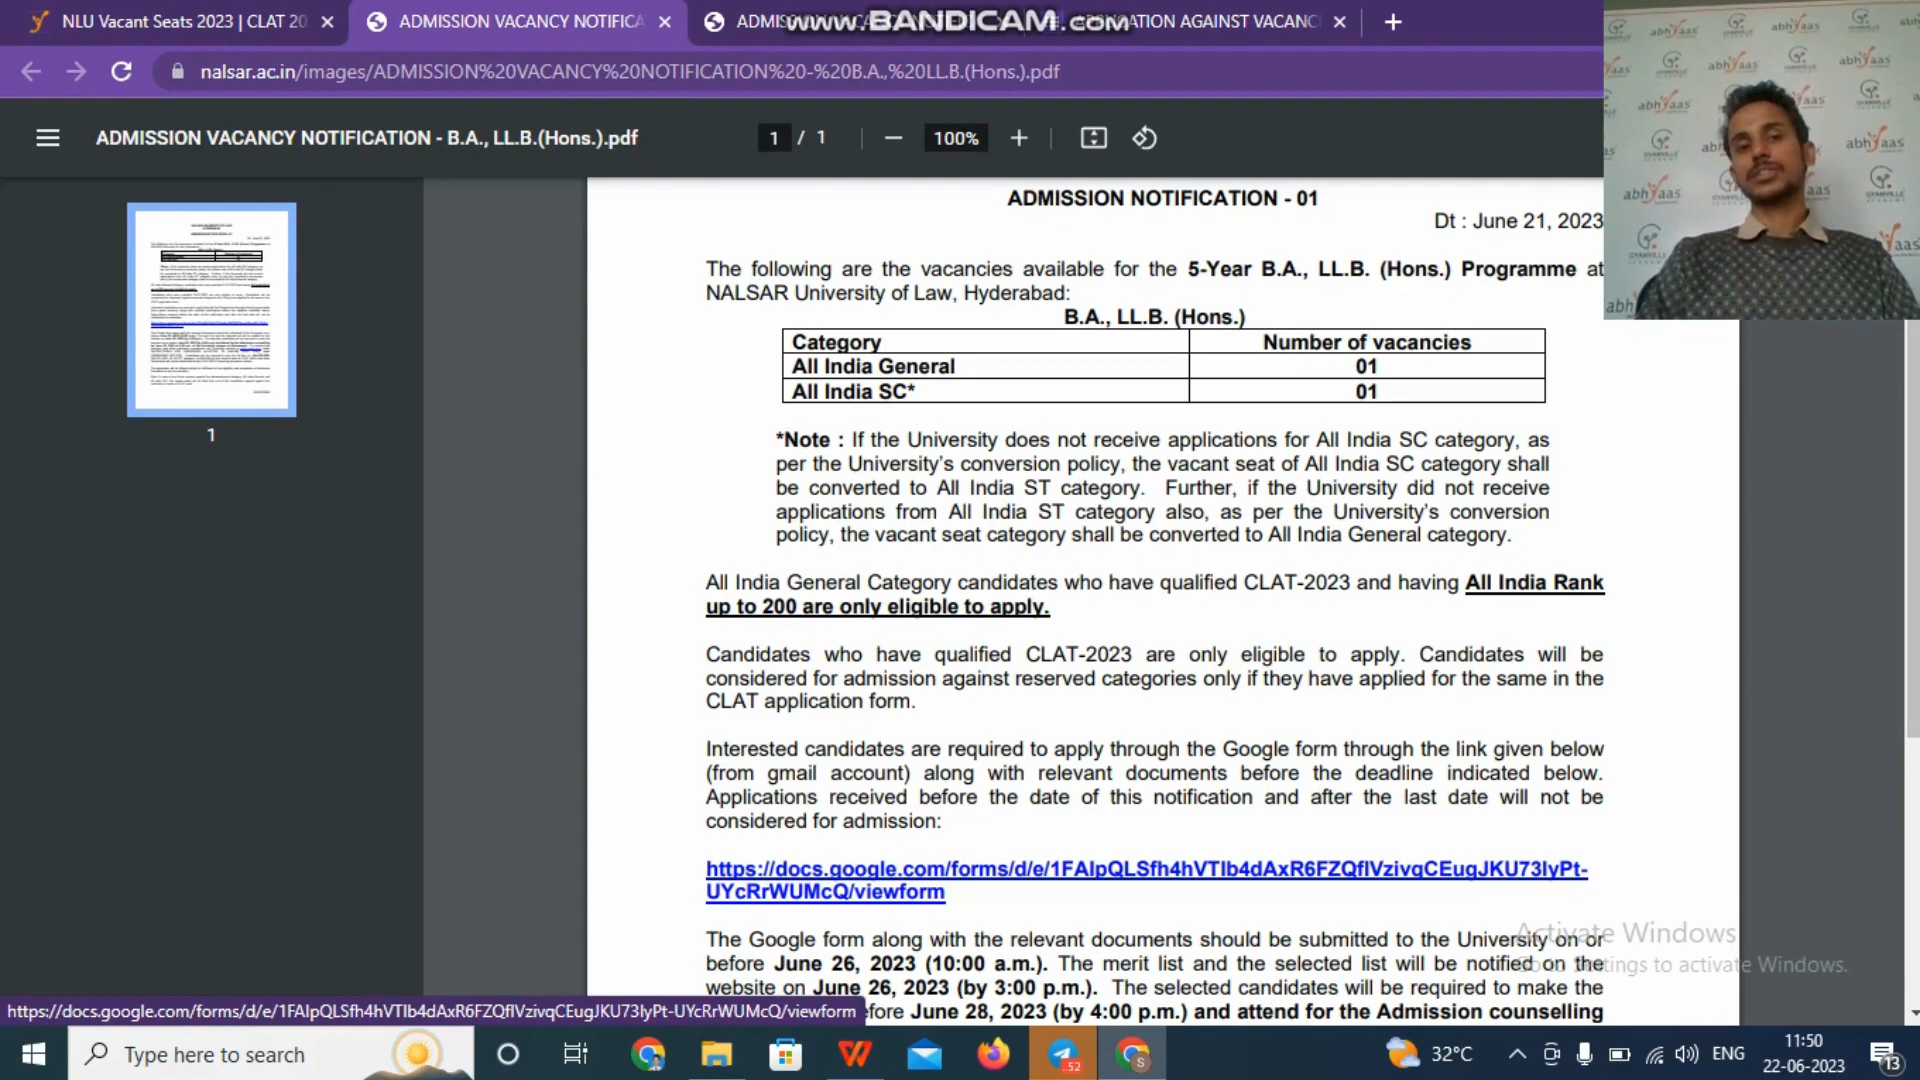 NLU Vacant Seats 2023 | CLAT 20
ADMISSION VACANCY NOTIFICA
ADMIS
www.BANDICAM.com
ATION AGAINST VACANC
nalsar.ac.in/images/ADMISSION%20VACANCY%20NOTIFICATION%20-%20B.A.,%20LL.B.(Hons.).pdf
ADMISSION VACANCY NOTIFICATION - B.A., LL.B.(Hons.).pdf
1 / 1
100%
1
ADMISSION NOTIFICATION - 01
Dt : June 21, 2023
The following are the vacancies available for the 5-Year B.A., LL.B. (Hons.) Programme at
NALSAR University of Law, Hyderabad:
B.A., LL.B. (Hons.)
Category Number of vacancies
All India General 01
All India SC* 01
*Note : If the University does not receive applications for All India SC category, as
per the University's conversion policy, the vacant seat of All India SC category shall
be converted to All India ST category. Further, if the University did not receive
applications from All India ST category also, as per the University's conversion
policy, the vacant seat category shall be converted to All India General category.
All India General Category candidates who have qualified CLAT-2023 and having All India Rank
up to 200 are only eligible to apply.
Candidates who have qualified CLAT-2023 are only eligible to apply. Candidates will be
considered for admission against reserved categories only if they have applied for the same in the
CLAT application form.
Interested candidates are required to apply through the Google form through the link given below
(from gmail account) along with relevant documents before the deadline indicated below.
Applications received before the date of this notification and after the last date will not be
considered for admission:
https://docs.google.com/forms/d/e/1FAIpQLSfh4hVTIb4dAxR6FZQfIVzivqCEugJKU73IyPt-
UYcRrWUMcQ/viewform
The Google form along with the relevant documents should be submitted to the University on or
before June 26, 2023 (10:00 a.m.). The merit list and the selected list will be notified on the
website on June 26, 2023 (by 3:00 p.m.). The selected candidates will be required to make the
fore June 28, 2023 (by 4:00 p.m.) and attend for the Admission counselling
Activate Windows
Go to Settings to activate Windows.
https://docs.google.com/forms/d/e/1FAIpQLSfh4hVTIb4dAxR6FZQfIVzivqCEugJKU73IyPt-UYcRrWUMcQ/viewform
Type here to search
.52
32°C
ENG
11:50
22-06-2023
13
abhyaas
GYANVILLE